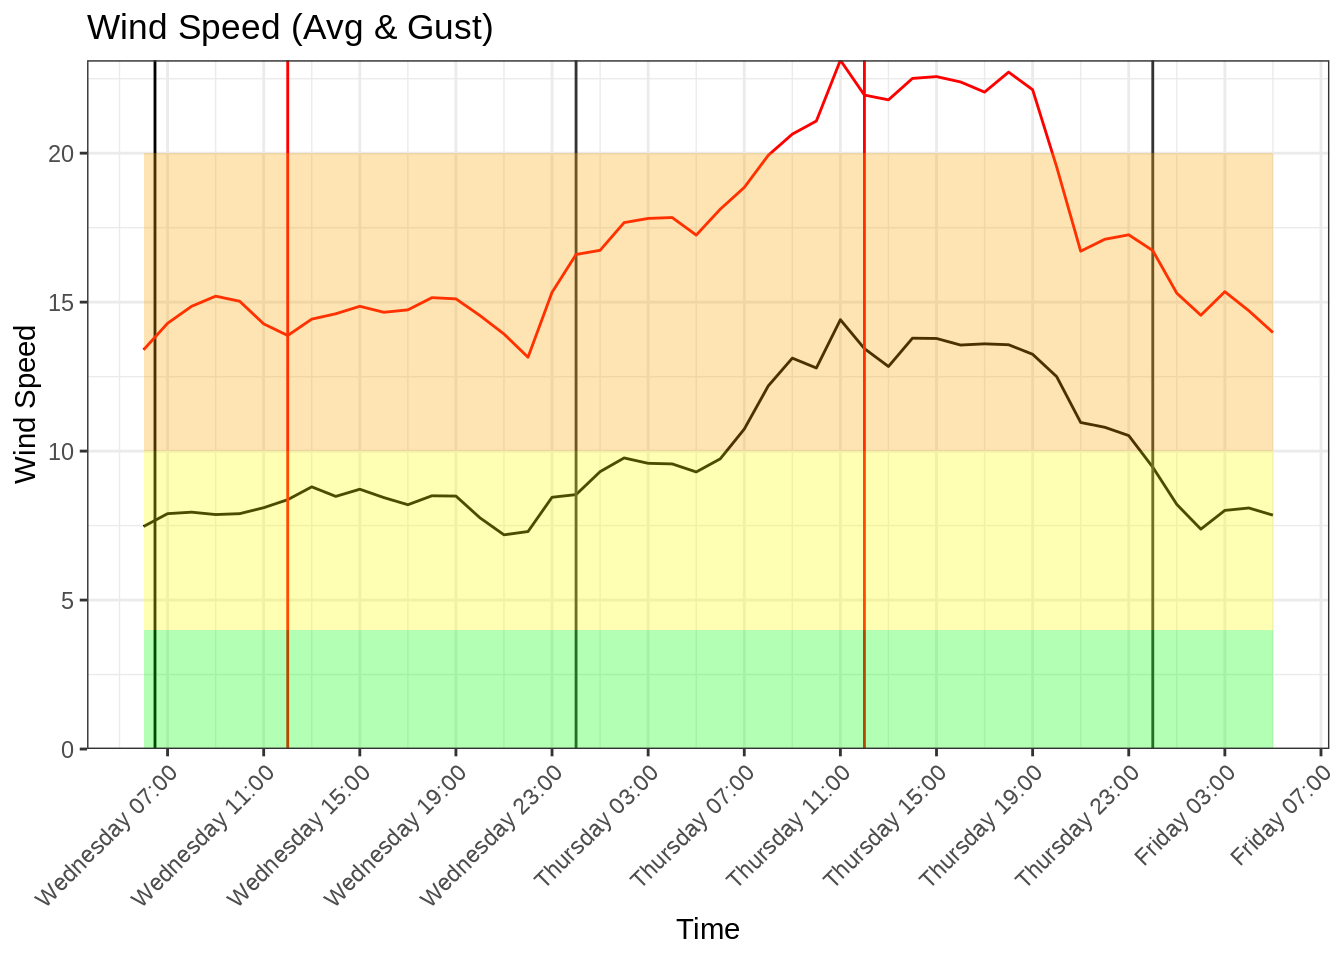 Wind Speed (Avg & Gust)
Wind Speed
20
15
10
5
0
Wednesday 07:00
Wednesday 11:00
Wednesday 15:00
Wednesday 19:00
Wednesday 23:00
Thursday 03:00
Thursday 07:00
Thursday 11:00
Thursday 15:00
Thursday 19:00
Thursday 23:00
Friday 03:00
Friday 07:00
Time